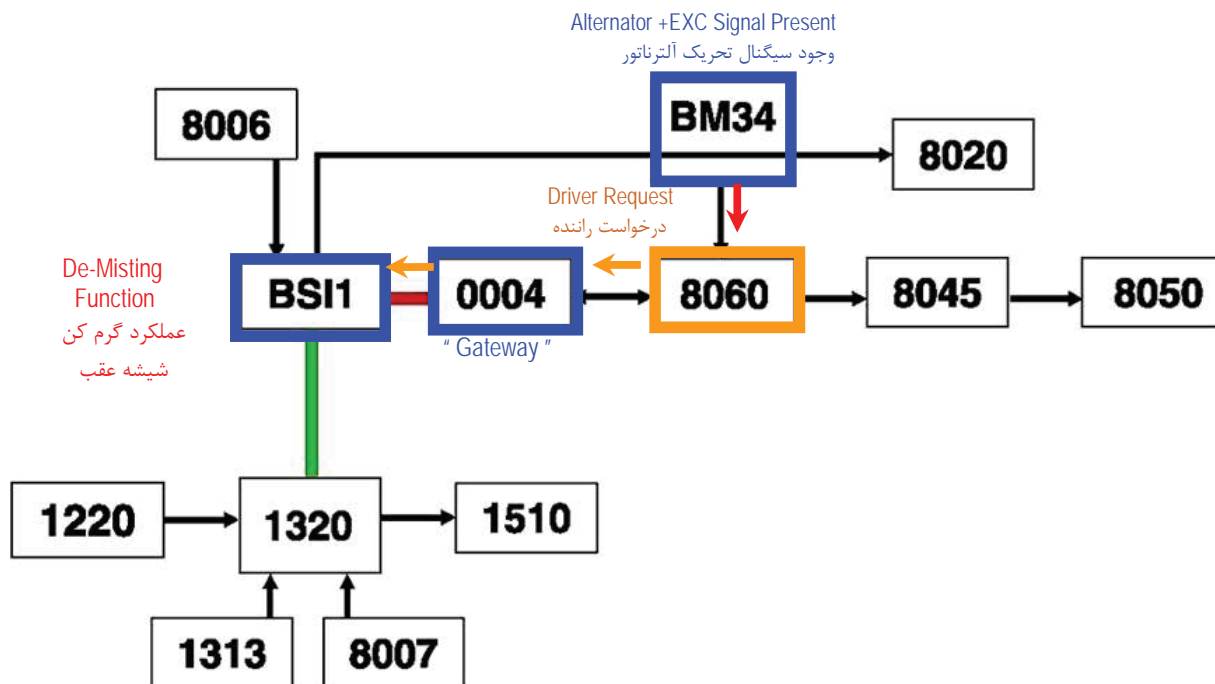 Alternator +EXC Signal Present
وجود سیگنال تحریک آلترناتور
8006
BM34
8020
Driver Request
درخواست راننده
De-Misting
Function
عملکرد گرم کن
شیشه عقب
BSI1
0004
8060
8045
8050
" Gateway "
1220
1320
1510
1313
8007